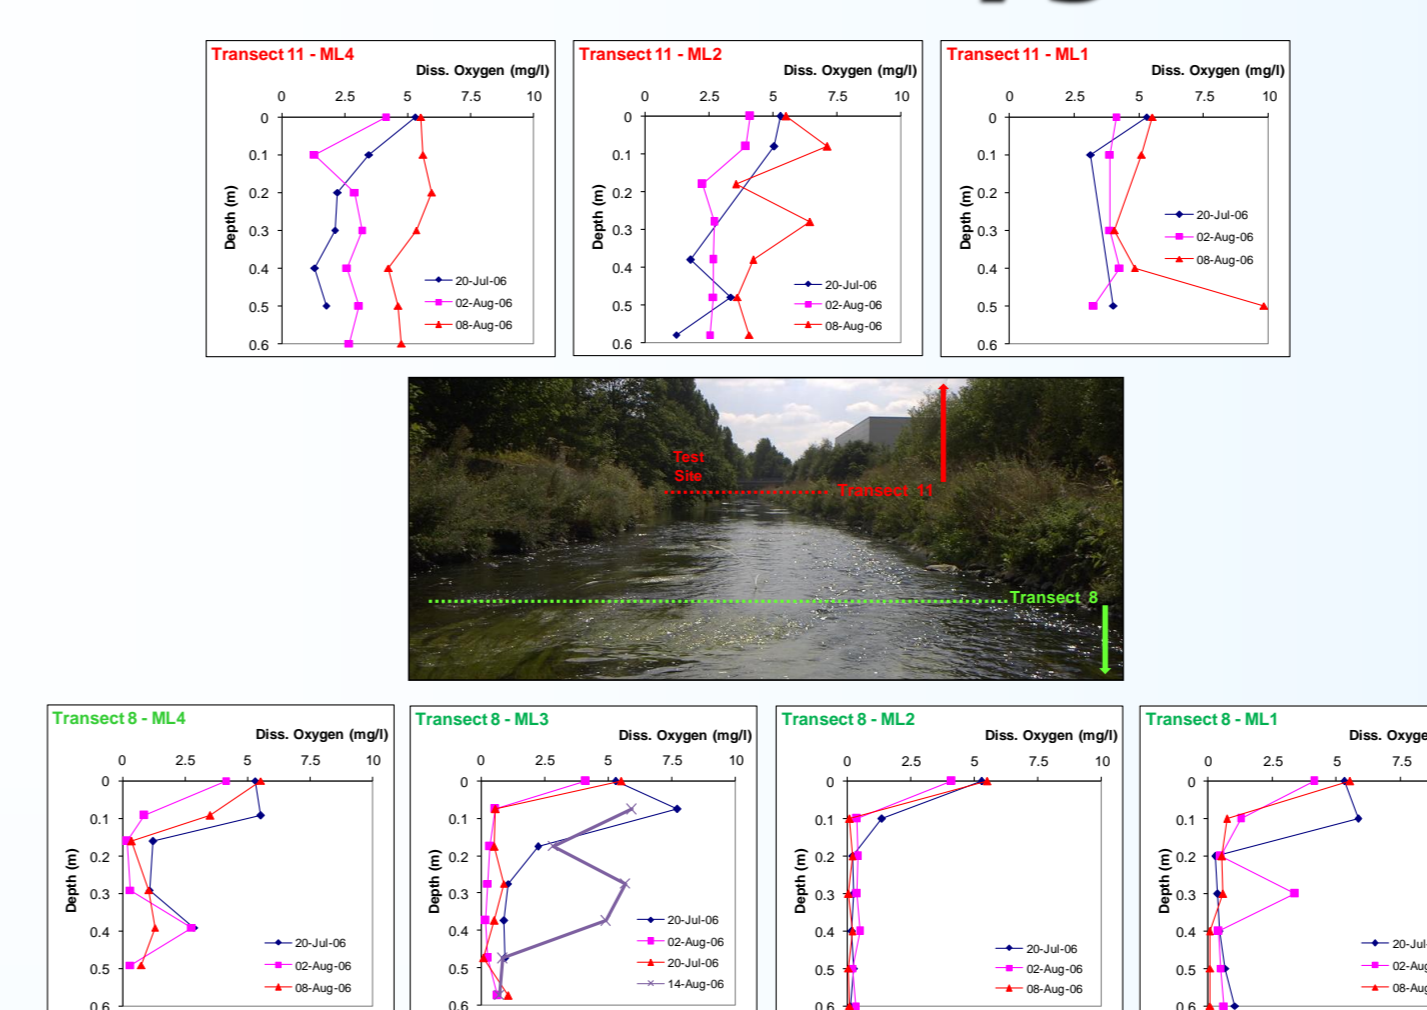 Transect 11 - ML4
Diss. Oxygen (mg/l)
0 2.5 5 7.5 10
0
0.1
0.2
0.3
0.4
0.5
0.6
Depth (m)
20-Jul-06
02-Aug-06
08-Aug-06
Transect 11 - ML2
Diss. Oxygen (mg/l)
0 2.5 5 7.5 10
0
0.1
0.2
0.3
0.4
0.5
0.6
Depth (m)
20-Jul-06
02-Aug-06
08-Aug-06
Transect 11 - ML1
Diss. Oxygen (mg/l)
0 2.5 5 7.5 10
0
0.1
0.2
0.3
0.4
0.5
0.6
Depth (m)
20-Jul-06
02-Aug-06
08-Aug-06
Test
Site
Transect 11
Transect 8
Transect 8 - ML4
Diss. Oxygen (mg/l)
0 2.5 5 7.5 10
0
0.1
0.2
0.3
0.4
0.5
0.6
Depth (m)
20-Jul-06
02-Aug-06
08-Aug-06
Transect 8 - ML3
Diss. Oxygen (mg/l)
0 2.5 5 7.5 10
0
0.1
0.2
0.3
0.4
0.5
0.6
Depth (m)
20-Jul-06
02-Aug-06
20-Jul-06
14-Aug-06
Transect 8 - ML2
Diss. Oxygen (mg/l)
0 2.5 5 7.5 10
0
0.1
0.2
0.3
0.4
0.5
0.6
Depth (m)
20-Jul-06
02-Aug-06
08-Aug-06
Transect 8 - ML1
Diss. Oxyge
0 2.5 5 7.5
0
0.1
0.2
0.3
0.4
0.5
0.6
Depth (m)
20-Jul-
02-Aug
08-Aug